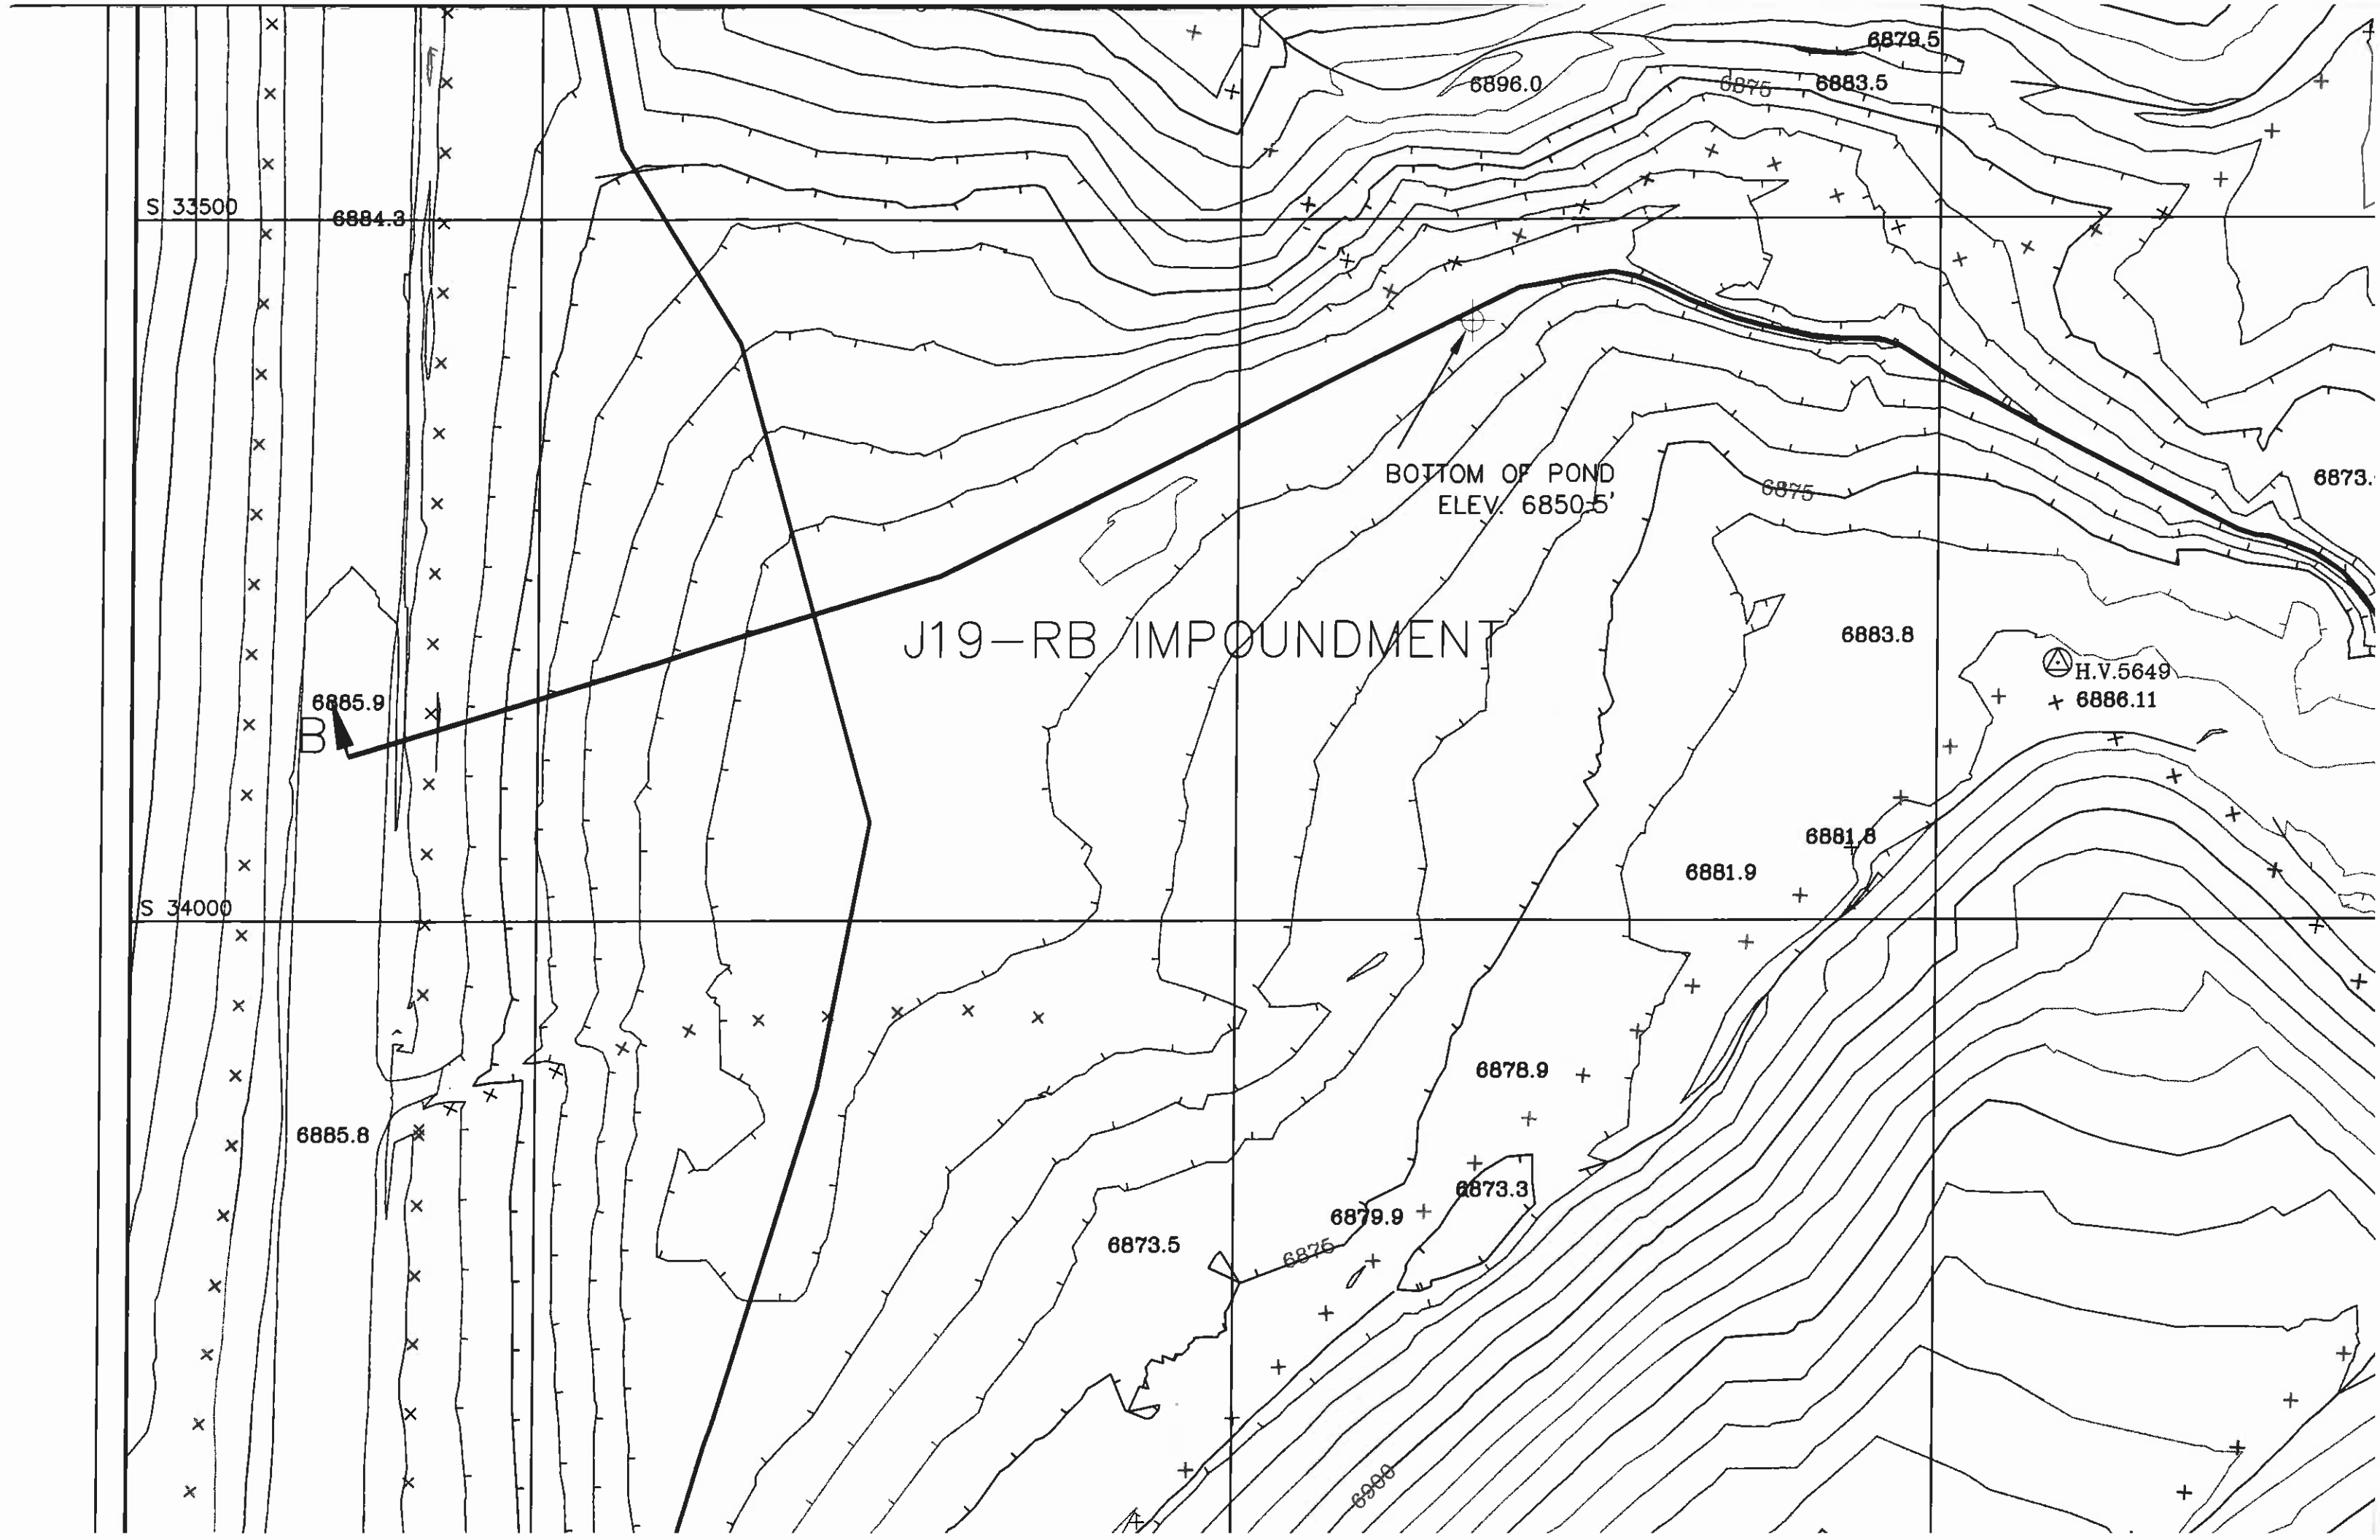 6879.5
6896.0
6875
6883.5
S 33500
6884.3
BOTTOM OF POND
ELEV. 6850.5'
6875
6873.
J19-RB IMPOUNDMENT
6883.8
H.V.5649
6886.11
6885.9
B
6881.8
6881.9
S 34000
6878.9
6885.8
6873.3
6879.9
6873.5
6875
6900